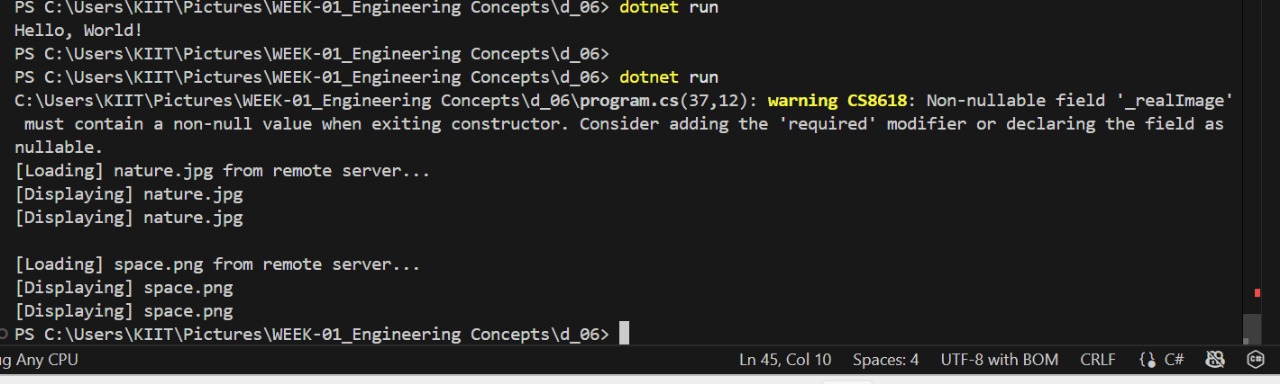 PS C:\Users\KIIT\Pictures\WEEK-01_Engineering Concepts\d_06> dotnet run
Hello, World!
PS C:\Users\KIIT\Pictures\WEEK-01_Engineering Concepts\d_06>
PS C:\Users\KIIT\Pictures\WEEK-01_Engineering Concepts\d_06> dotnet run
C:\Users\KIIT\Pictures\WEEK-01_Engineering Concepts\d_06\program.cs(37,12): warning CS8618: Non-nullable field '_realImage'
must contain a non-null value when exiting constructor. Consider adding the 'required' modifier or declaring the field as
nullable.
[Loading] nature.jpg from remote server...
[Displaying] nature.jpg
[Displaying] nature.jpg
[Loading] space.png from remote server...
[Displaying] space.png
[Displaying] space.png
PS C:\Users\KIIT\Pictures\WEEK-01_Engineering Concepts\d_06>
g Any CPU Ln 45, Col 10 Spaces: 4 UTF-8 with BOM CRLF {} C# C#